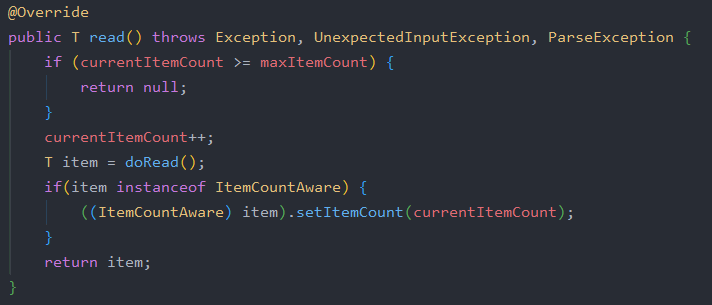 @Override
public T read() throws Exception, UnexpectedInputException, ParseException {
    if (currentItemCount >= maxItemCount) {
        return null;
    }
    currentItemCount++;
    T item = doRead();
    if(item instanceof ItemCountAware) {
        ((ItemCountAware) item).setItemCount(currentItemCount);
    }
    return item;
}